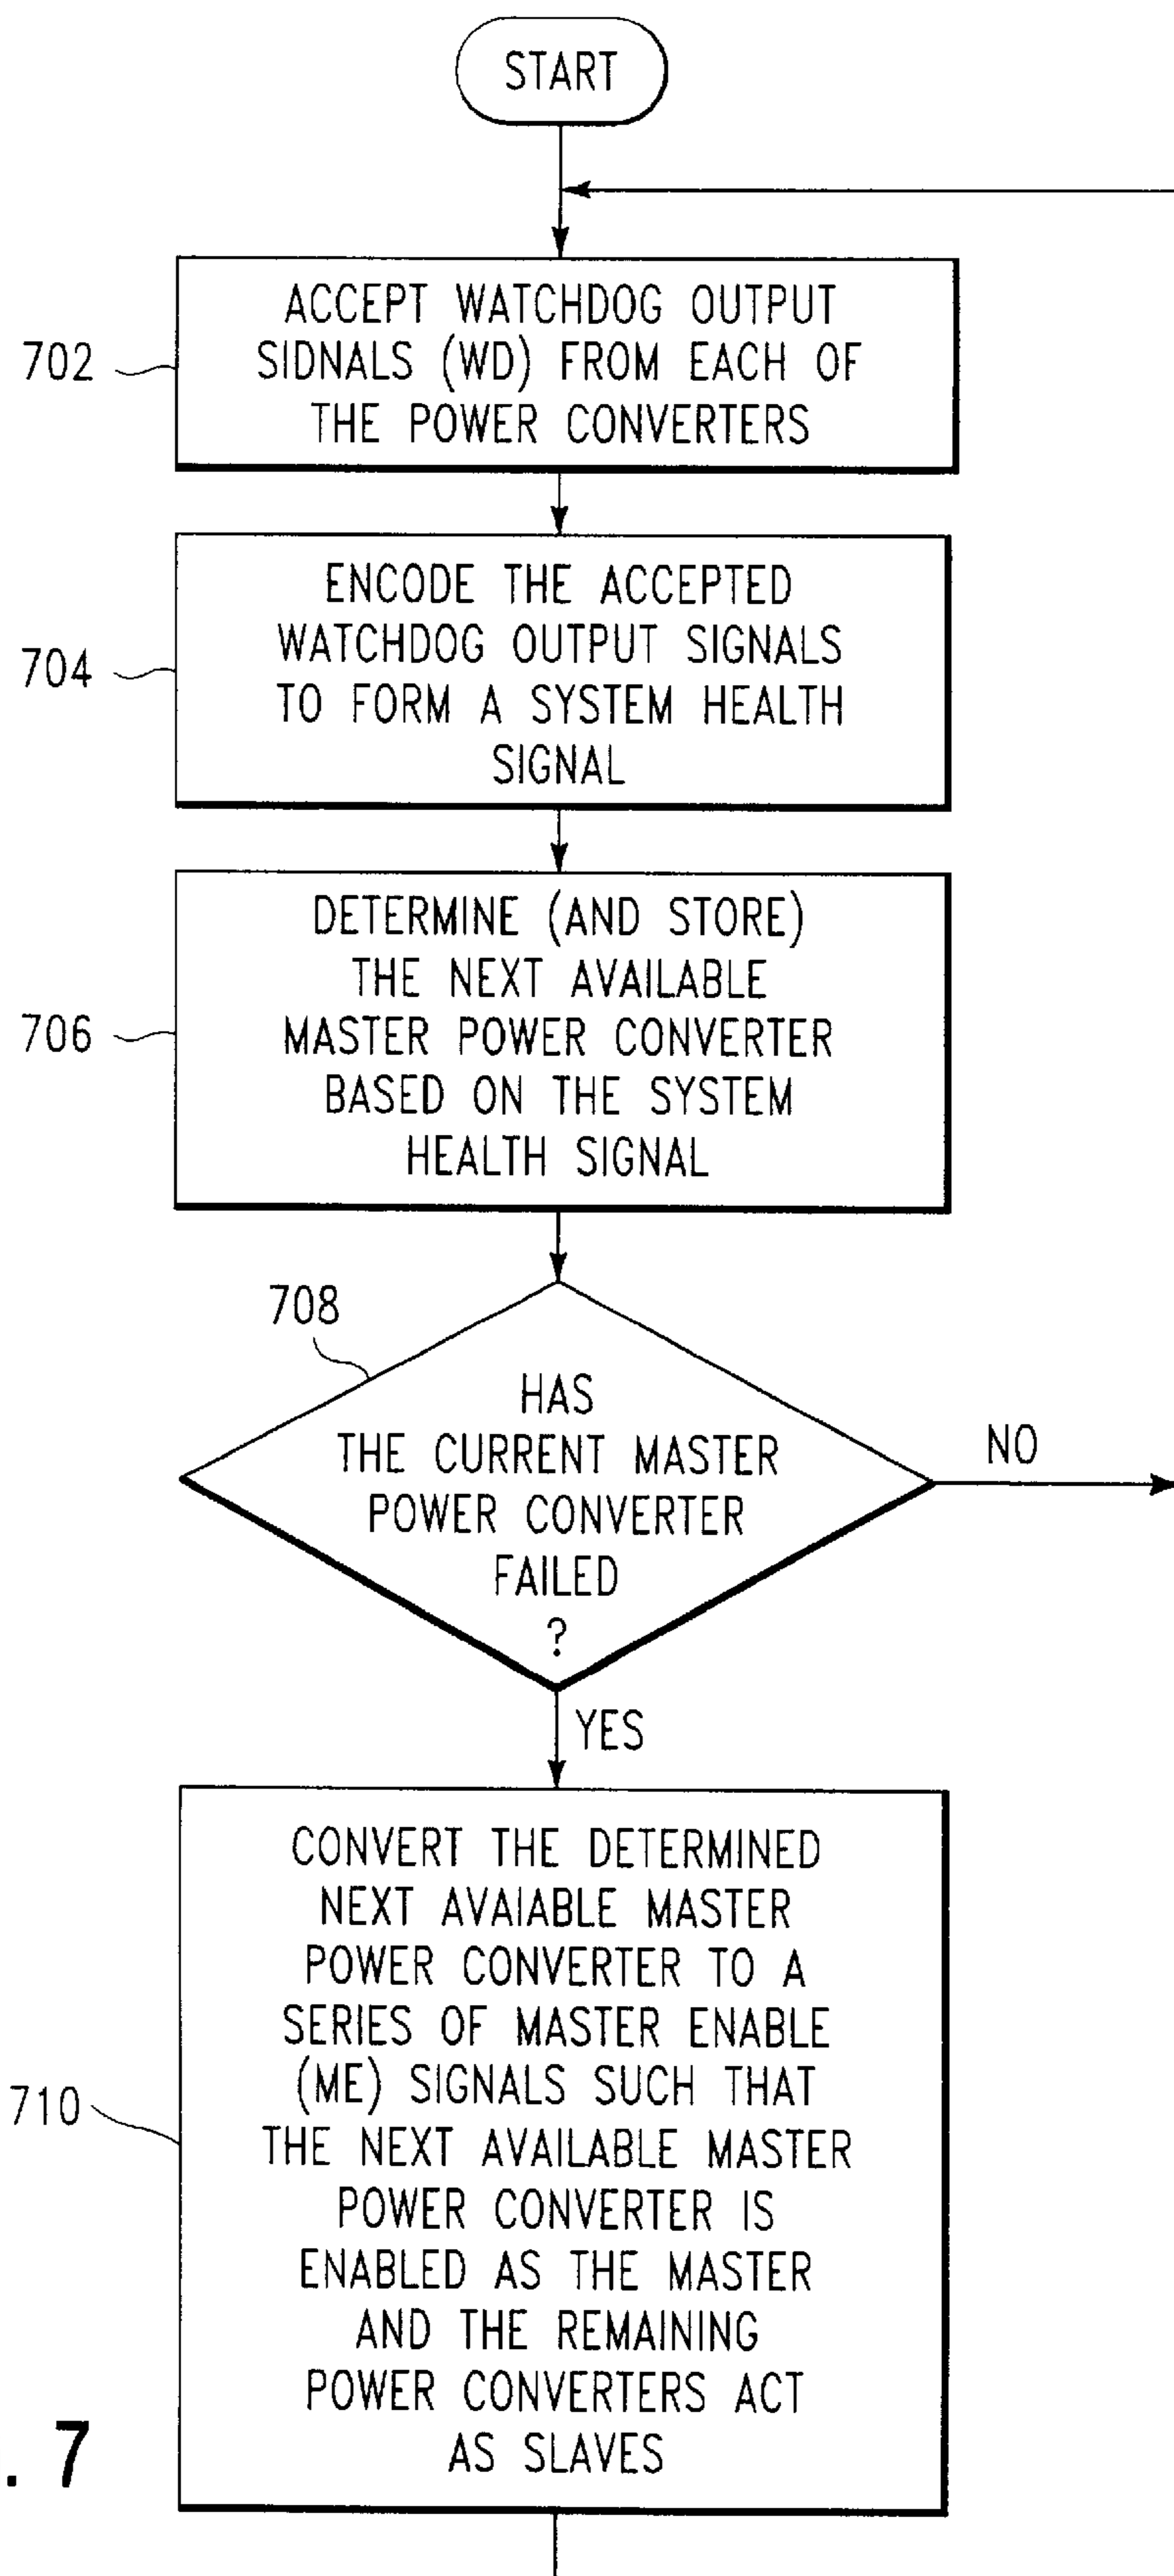 START
702
ACCEPT WATCHDOG OUTPUT
SIDNALS (WD) FROM EACH OF
THE POWER CONVERTERS
704
ENCODE THE ACCEPTED
WATCHDOG OUTPUT SIGNALS
TO FORM A SYSTEM HEALTH
SIGNAL
706
DETERMINE (AND STORE)
THE NEXT AVAILABLE
MASTER POWER CONVERTER
BASED ON THE SYSTEM
HEALTH SIGNAL
708
HAS
THE CURRENT MASTER
POWER CONVERTER
FAILED
?
NO
YES
710
CONVERT THE DETERMINED
NEXT AVAIABLE MASTER
POWER CONVERTER TO A
SERIES OF MASTER ENABLE
(ME) SIGNALS SUCH THAT
THE NEXT AVAILABLE MASTER
POWER CONVERTER IS
ENABLED AS THE MASTER
AND THE REMAINING
POWER CONVERTERS ACT
AS SLAVES
. 7